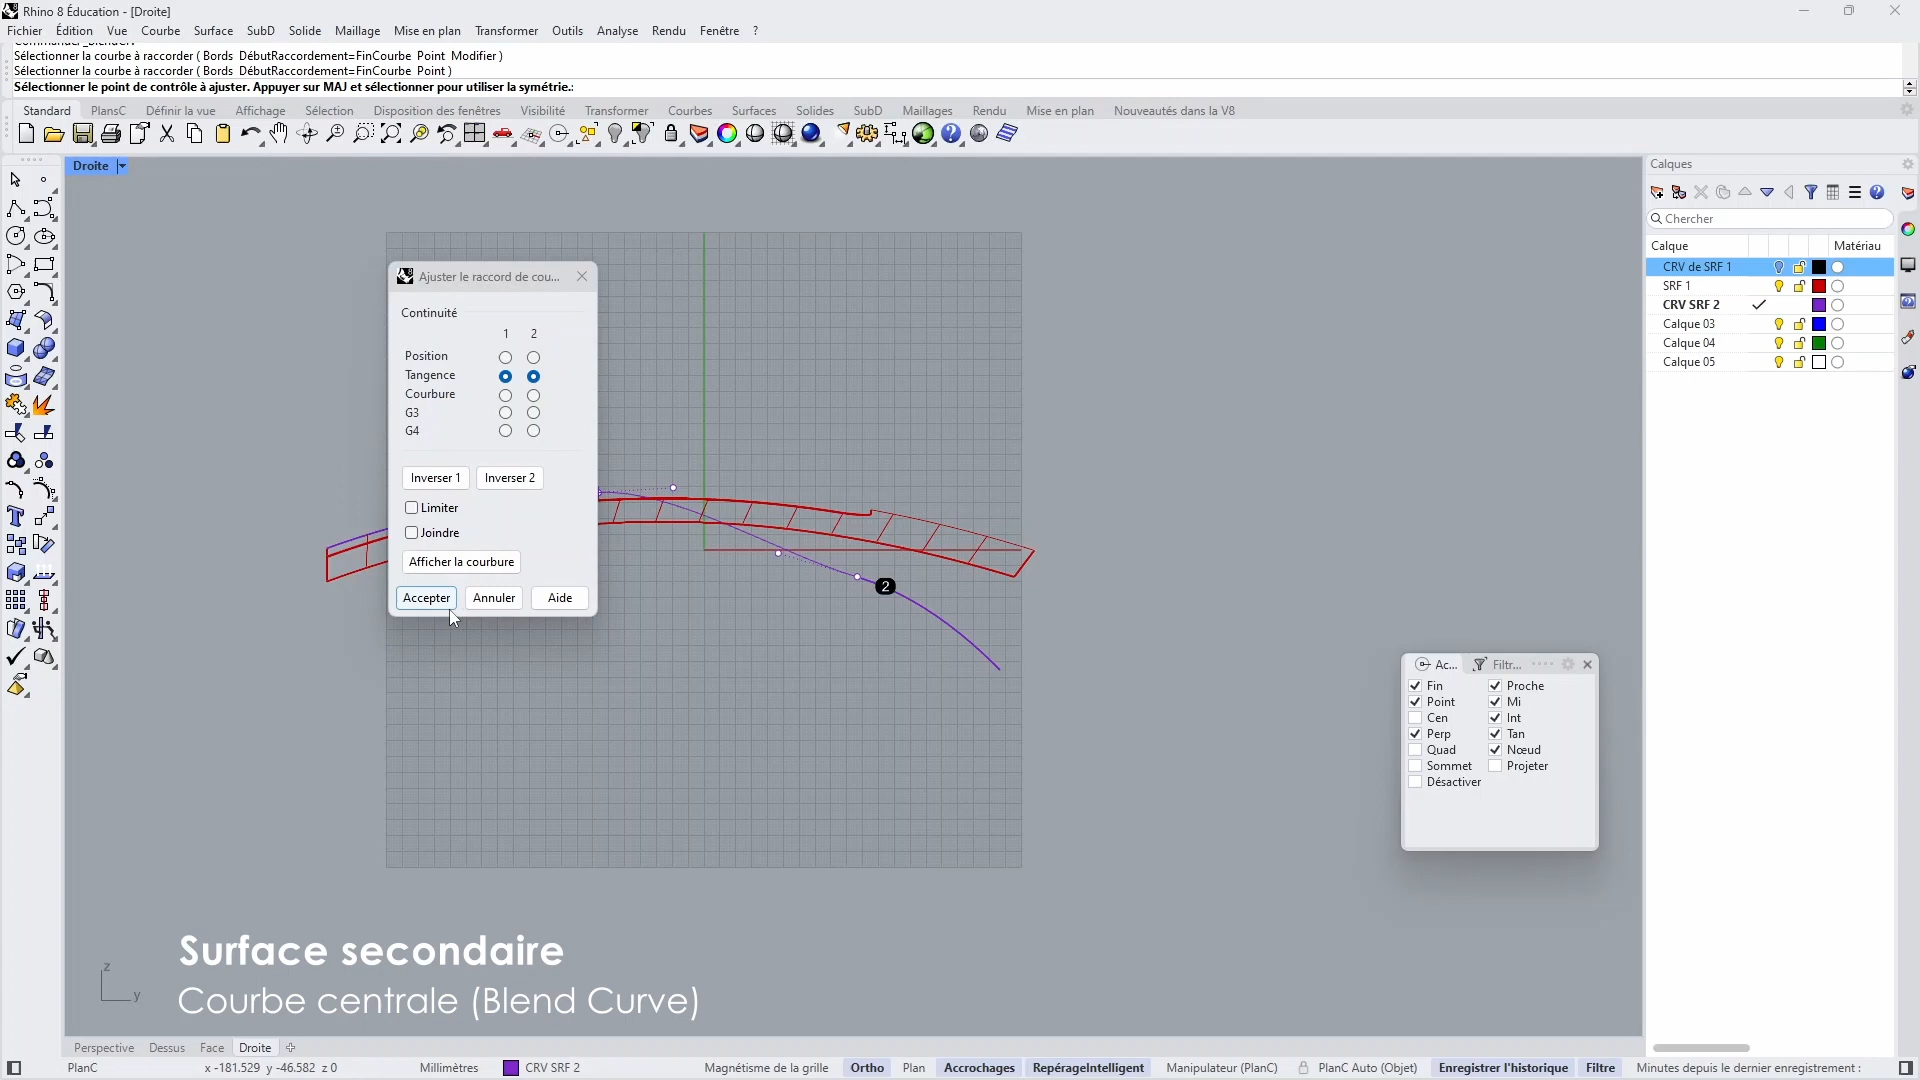 Rhino 8 Éducation - [Droite]
Fichier Édition Vue Courbe Surface SubD Solide Maillage Mise en plan Transformer Outils Analyse Rendu Fenêtre ?
Sélectionner la courbe à raccorder ( Bords DébutRaccordement=FinCourbe Point Modifier )
Sélectionner la courbe à raccorder ( Bords DébutRaccordement=FinCourbe Point )
Sélectionner le point de contrôle à ajuster. Appuyer sur MAJ et sélectionner pour utiliser la symétrie.:
Standard PlansC Définir la vue Affichage Sélection Disposition des fenêtres Visibilité Transformer Courbes Surfaces Solides SubD Maillages Rendu Mise en plan Nouveautés dans la V8
Droite
Calques
Chercher
Calque Matériau
CRV de SRF 1
SRF 1
CRV SRF 2
Calque 03
Calque 04
Calque 05
Ajuster le raccord de cou...
Continuité
1 2
Position
Tangence
Courbure
G3
G4
Inverser 1 Inverser 2
Limiter
Joindre
Afficher la courbure
Accepter Annuler Aide
2
Ac... Filtr...
Fin Proche
Point Mi
Cen Int
Perp Tan
Quad Nœud
Sommet Projeter
Désactiver
Surface secondaire
Courbe centrale (Blend Curve)
z
y
Perspective Dessus Face Droite
PlanC x -181.529 y -46.582 z 0 Millimètres CRV SRF 2 Magnétisme de la grille Ortho Plan Accrochages RepérageIntelligent Manipulateur (PlanC) PlanC Auto (Objet) Enregistrer l'historique Filtre Minutes depuis le dernier enregistrement :